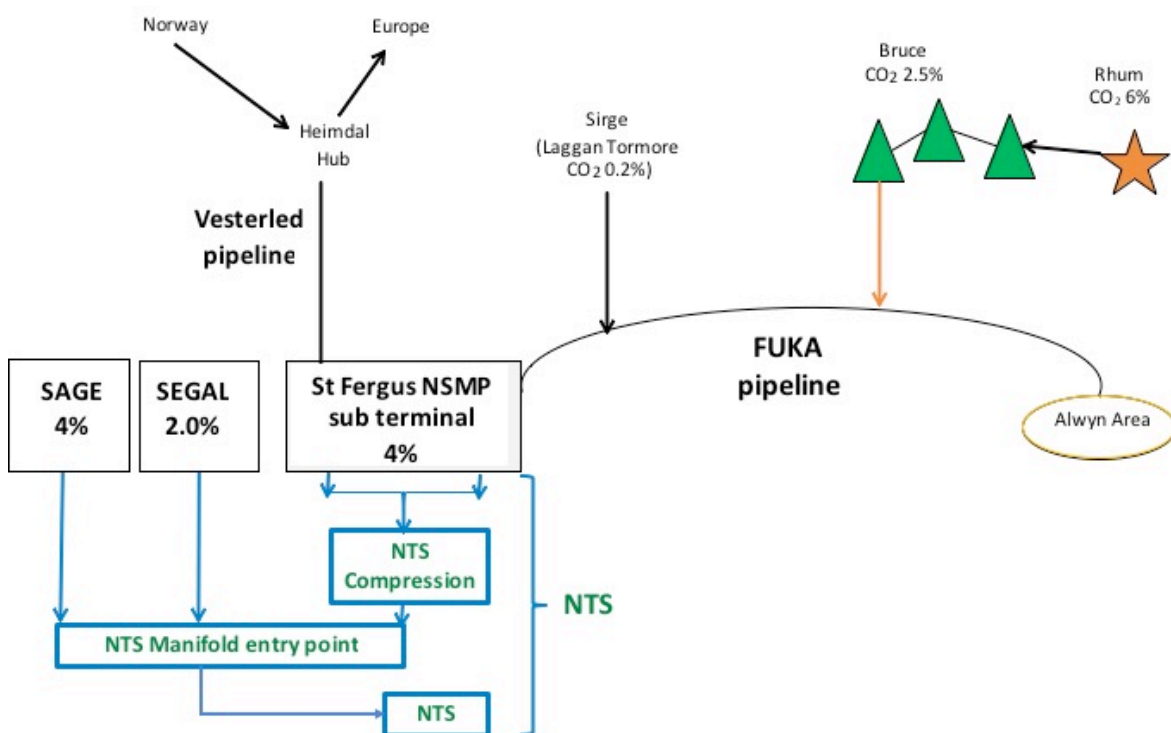 Norway
Europe
Heimdal
Hub
Vesterled
pipeline
Sirge
(Laggan Tormore
CO₂ 0.2%)
Bruce
CO₂ 2.5%
Rhum
CO₂ 6%
FUKA
pipeline
Alwyn Area
SAGE
4%
SEGAL
2.0%
St Fergus NSMP
sub terminal
4%
NTS
Compression
NTS Manifold entry point
NTS
NTS